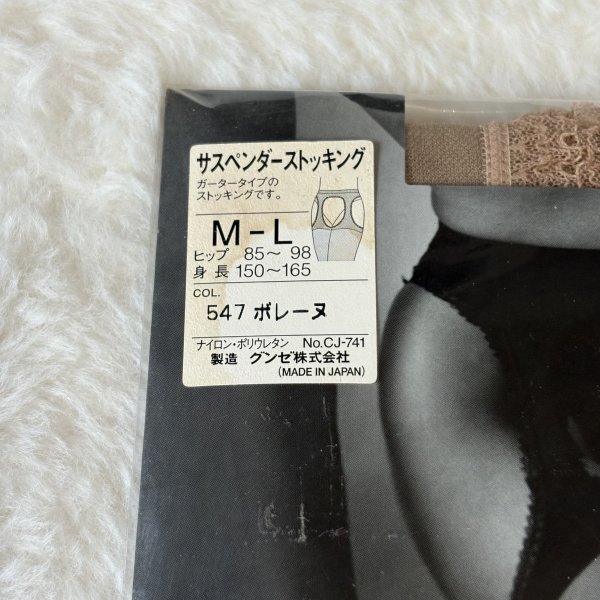 サスペンダーストッキング
ガータータイプの
ストッキングです。
M-L
ヒップ 85〜98
身長 150〜165
COL.
547 ボレーヌ
ナイロン・ポリウレタン No.CJ-741
製造 グンゼ株式会社
(MADE IN JAPAN)